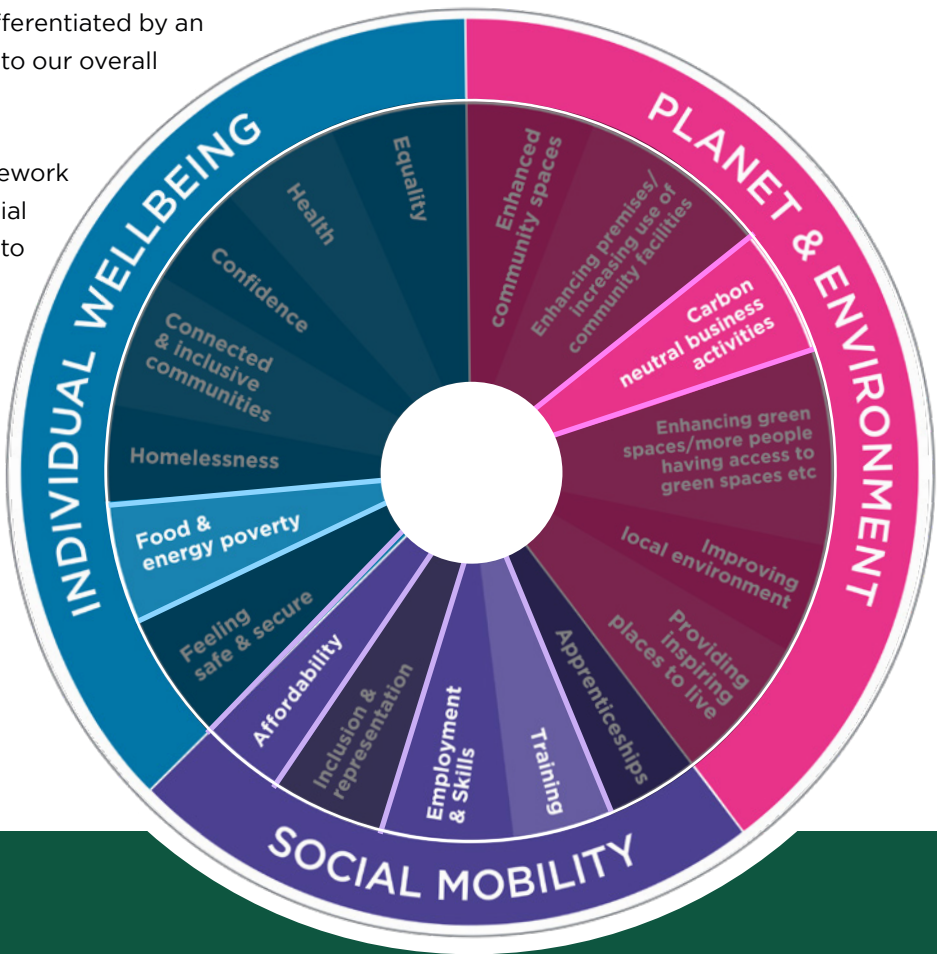 fferentiated by an
to our overall
ework
ial
to
INDIVIDUAL WELLBEING
Equality
Health
Confidence
Connected
& inclusive
communities
Homelessness
Food &
energy poverty
Feeling
safe & secure
PLANET & ENVIRONMENT
Enhanced
community spaces
Enhancing premises/
increasing use of
community facilities
Carbon
neutral business
activities
Enhancing green
spaces/more people
having access to
green spaces etc
Improving
local environment
Providing
inspiring
places to live
SOCIAL MOBILITY
Affordability
Inclusion &
representation
Employment
& Skills
Training
Apprenticeships